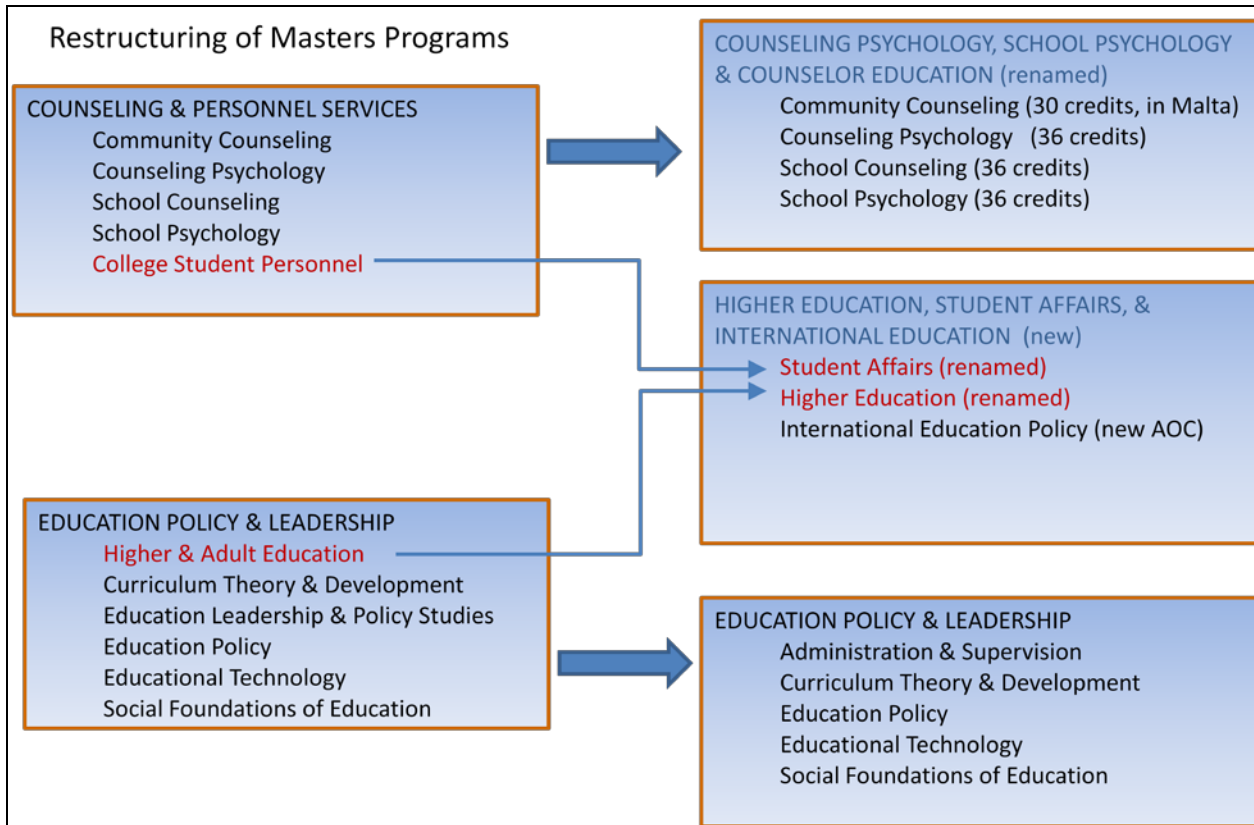 Restructuring of Masters Programs
COUNSELING & PERSONNEL SERVICES
Community Counseling
Counseling Psychology
School Counseling
School Psychology
College Student Personnel
EDUCATION POLICY & LEADERSHIP
Higher & Adult Education
Curriculum Theory & Development
Education Leadership & Policy Studies
Education Policy
Educational Technology
Social Foundations of Education
COUNSELING PSYCHOLOGY, SCHOOL PSYCHOLOGY
& COUNSELOR EDUCATION (renamed)
Community Counseling (30 credits, in Malta)
Counseling Psychology (36 credits)
School Counseling (36 credits)
School Psychology (36 credits)
HIGHER EDUCATION, STUDENT AFFAIRS, &
INTERNATIONAL EDUCATION (new)
Student Affairs (renamed)
Higher Education (renamed)
International Education Policy (new AOC)
EDUCATION POLICY & LEADERSHIP
Administration & Supervision
Curriculum Theory & Development
Education Policy
Educational Technology
Social Foundations of Education